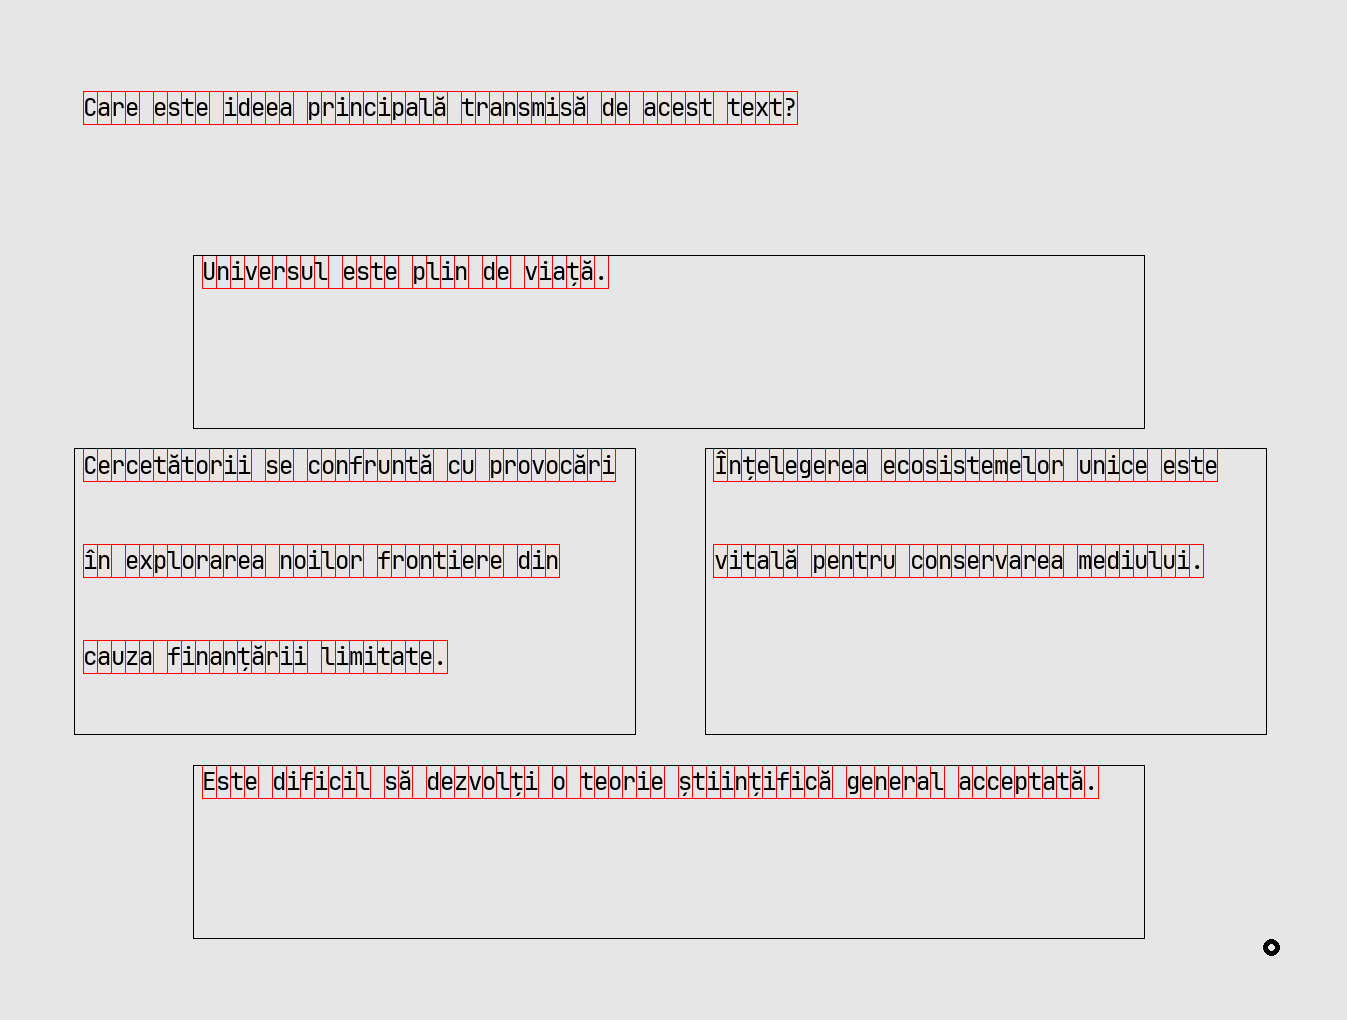 Care este ideea principală transmisă de acest text?
Universul este plin de viață.
Cercetătorii se confruntă cu provocări
în explorarea noilor frontiere din
cauza finanțării limitate.
Înțelegerea ecosistemelor unice este
vitală pentru conservarea mediului.
Este dificil să dezvolți o teorie științifică general acceptată.